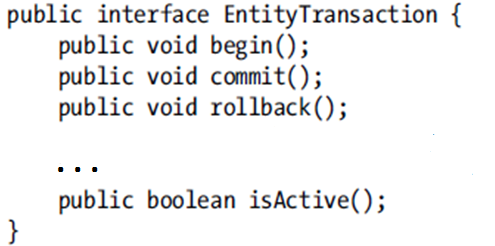 public interface EntityTransaction {
    public void begin();
    public void commit();
    public void rollback();
    ...
    public boolean isActive();
}